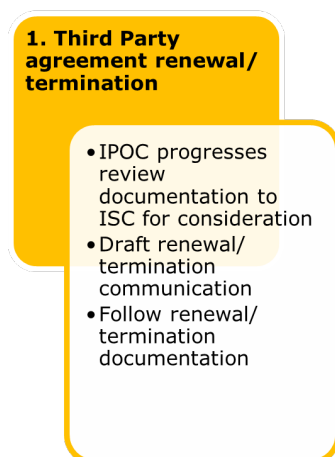 1. Third Party
agreement renewal/
termination
•IPOC progresses
review
documentation to
ISC for consideration
•Draft renewal/
termination
communication
•Follow renewal/
termination
documentation